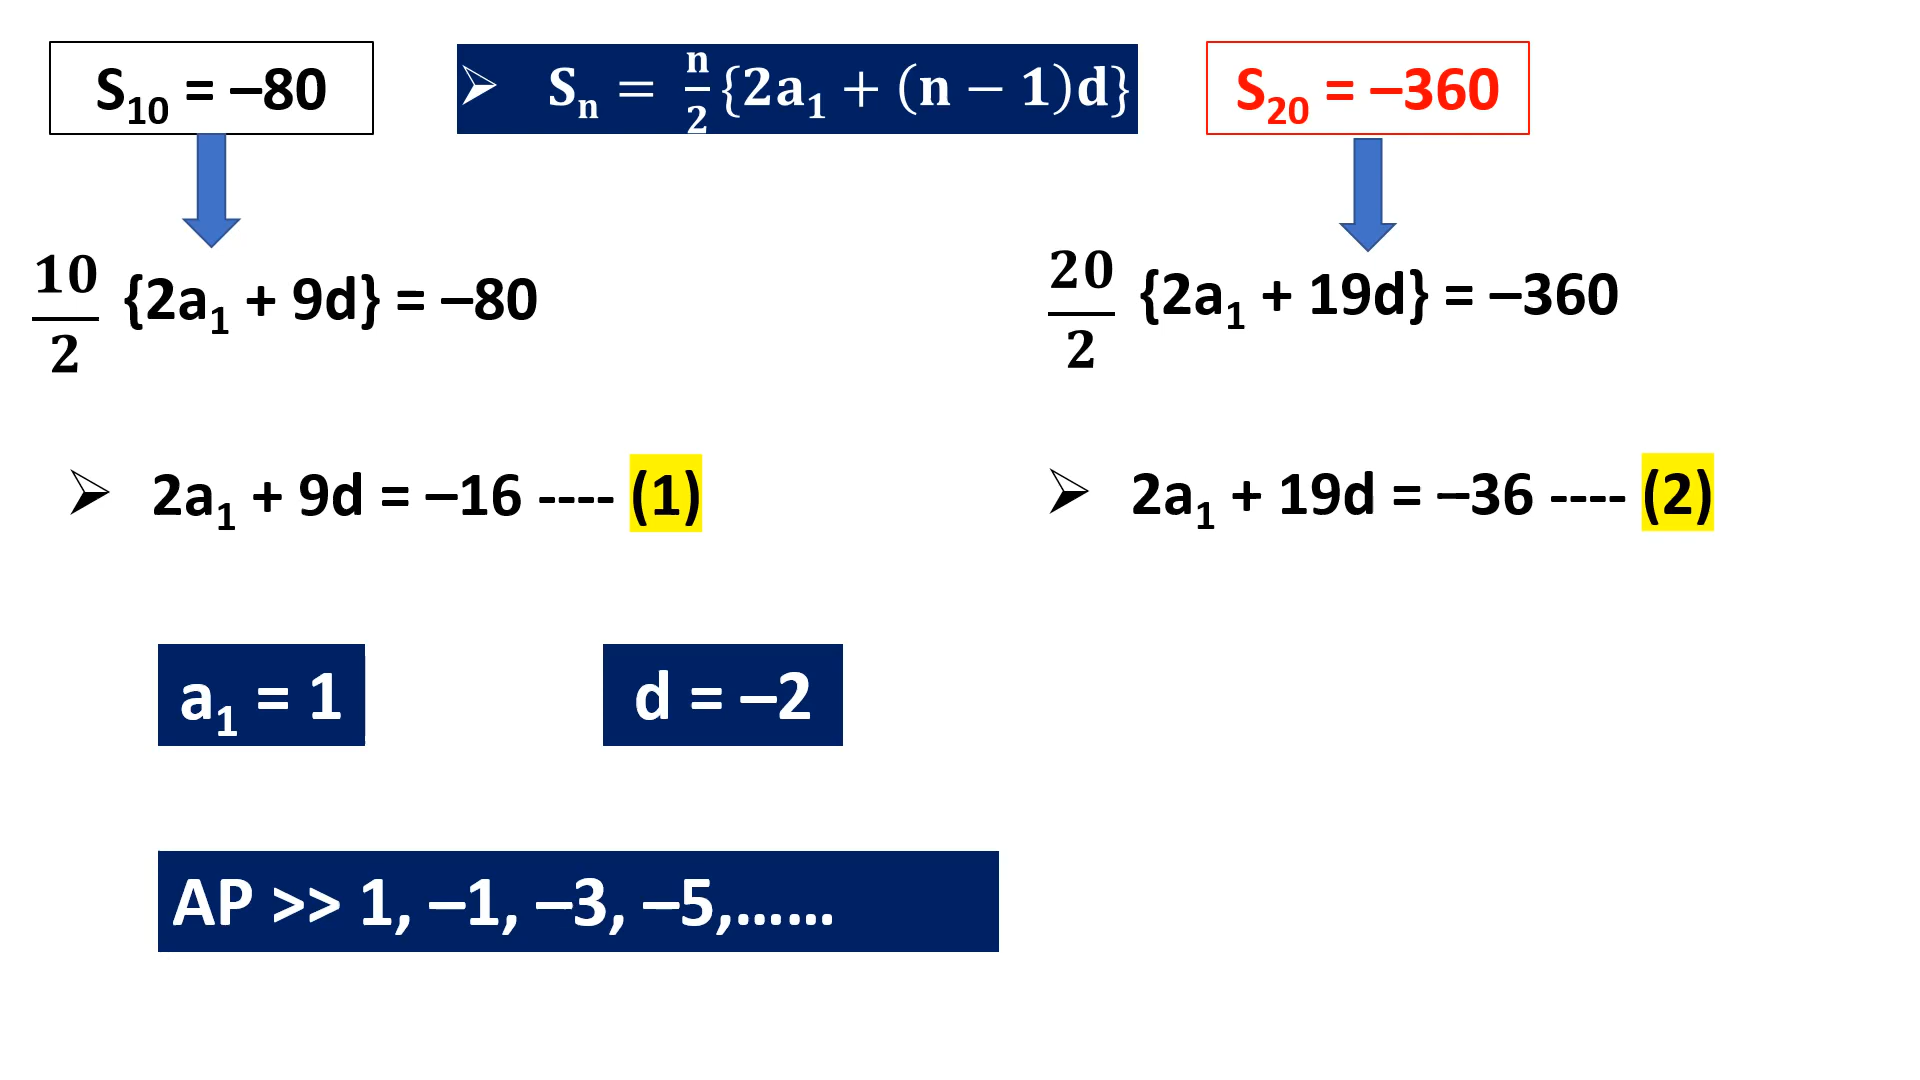 S₁₀ = –80
➢ Sₙ = n/2 {2a₁ + (n − 1)d}
S₂₀ = –360
10/2 {2a₁ + 9d} = –80
20/2 {2a₁ + 19d} = –360
➢ 2a₁ + 9d = –16 ---- (1)
➢ 2a₁ + 19d = –36 ---- (2)
a₁ = 1
d = –2
AP >> 1, –1, –3, –5,……